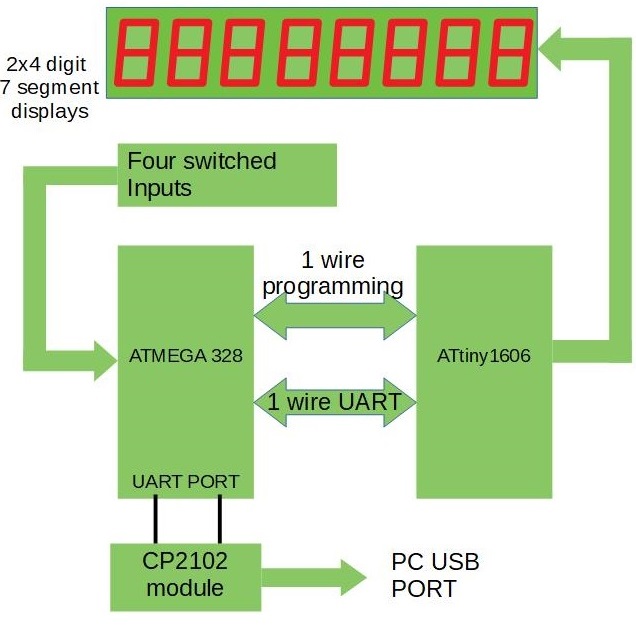 2x4 digit
7 segment
displays
Four switched
Inputs
1 wire
programming
ATMEGA 328
ATtiny1606
1 wire UART
UART PORT
CP2102
module
PC USB
PORT